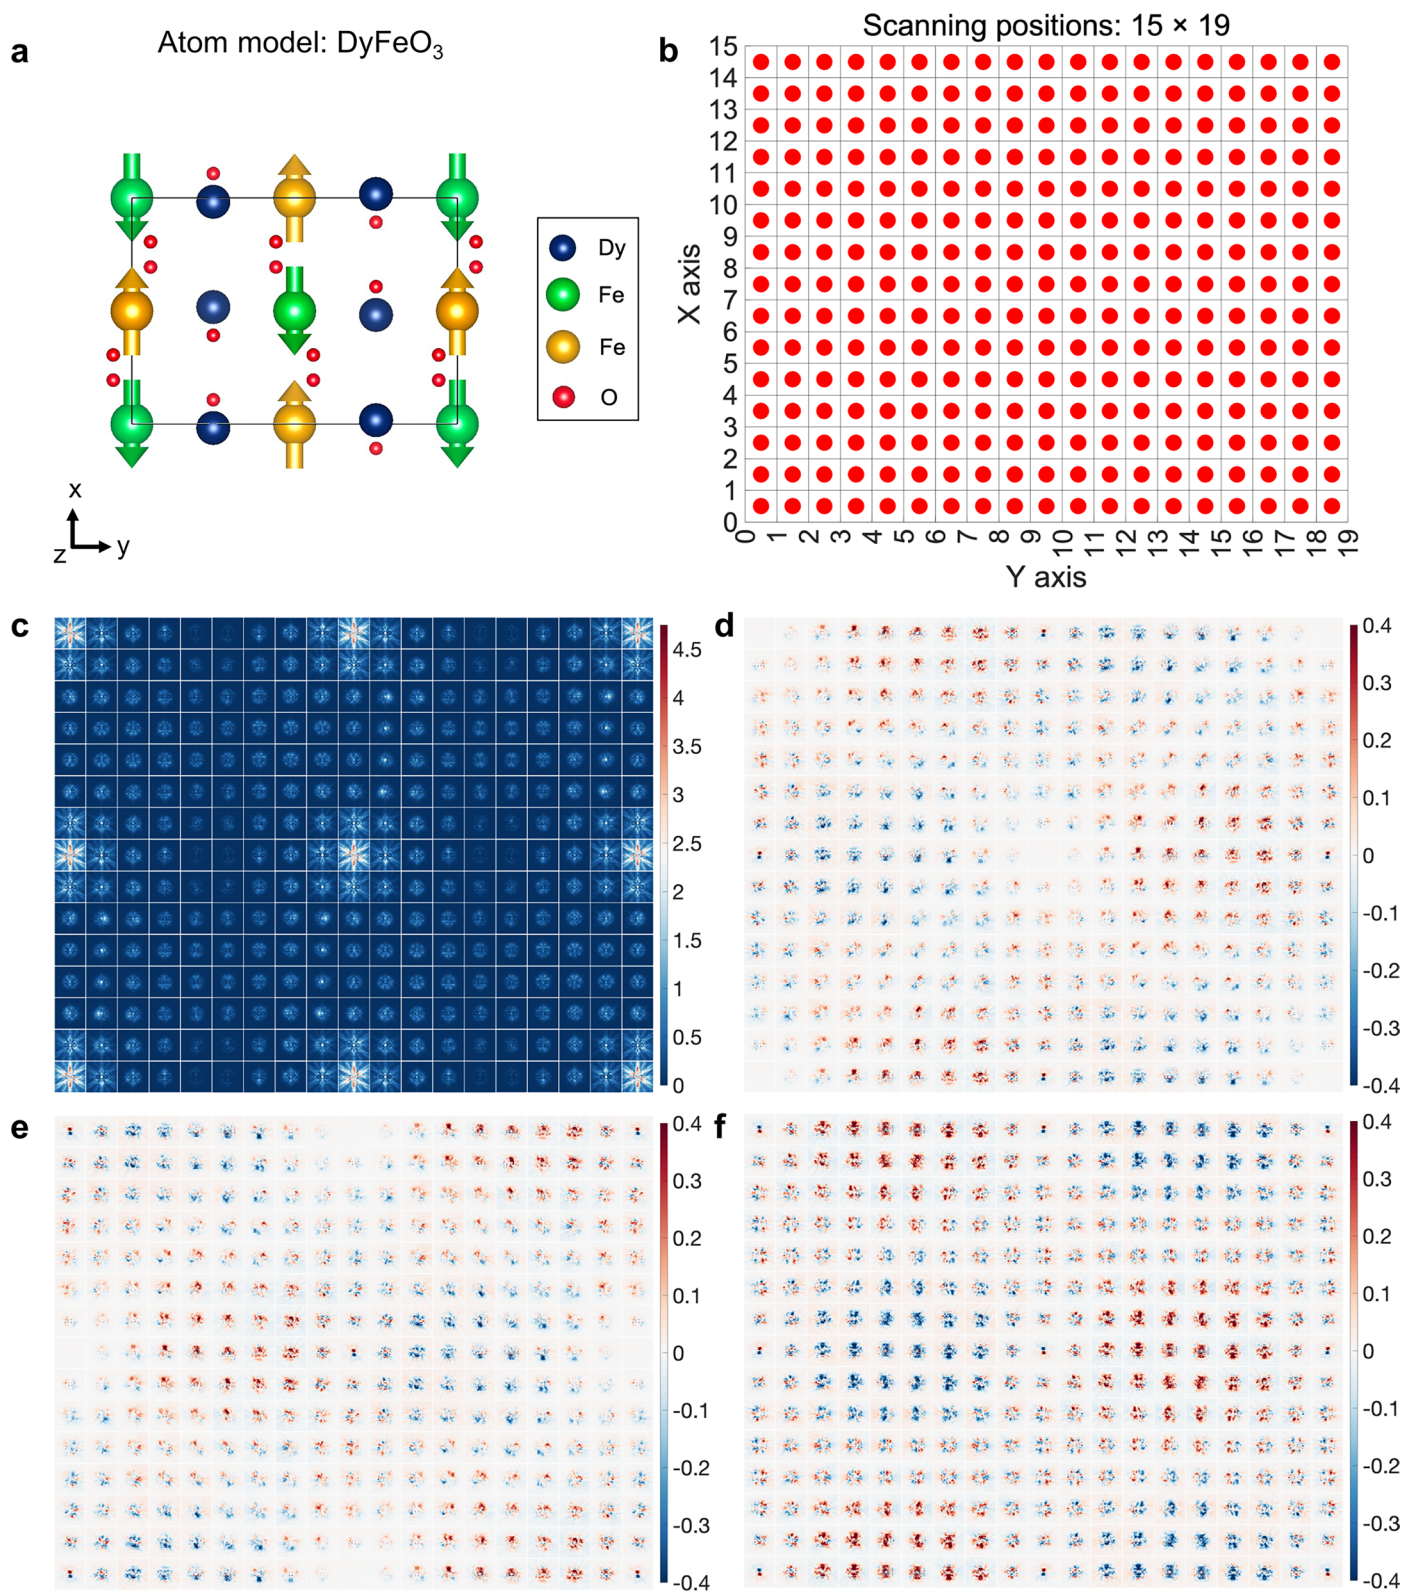 a
Atom model: DyFeO₃
Dy
Fe
Fe
O
x
z
y
b
Scanning positions: 15 × 19
15
14
13
12
11
10
9
8
7
6
5
4
3
2
1
0
X axis
0 1 2 3 4 5 6 7 8 9 10 11 12 13 14 15 16 17 18 19
Y axis
c
4.5
4
3.5
3
2.5
2
1.5
1
0.5
0
d
0.4
0.3
0.2
0.1
0
-0.1
-0.2
-0.3
-0.4
e
0.4
0.3
0.2
0.1
0
-0.1
-0.2
-0.3
-0.4
f
0.4
0.3
0.2
0.1
0
-0.1
-0.2
-0.3
-0.4